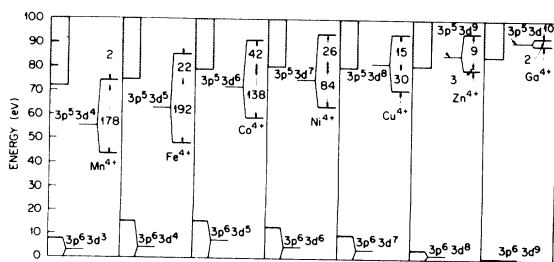 ENERGY (eV)
100
90
80
70
60
50
40
30
20
10
0
2
3p⁵3d⁴
178
Mn⁴⁺
3p⁶3d³
22
3p⁵3d⁵
192
Fe⁴⁺
3p⁶3d⁴
42
3p⁵3d⁶
138
Co⁴⁺
3p⁶3d⁵
26
3p⁵3d⁷
84
Ni⁴⁺
3p⁶3d⁶
15
3p⁵3d⁸
30
Cu⁴⁺
3p⁶3d⁷
3p⁵3d⁹
9
3
Zn⁴⁺
3p⁶3d⁸
3p⁵3d¹⁰
2
Ga⁴⁺
3p⁶3d⁹